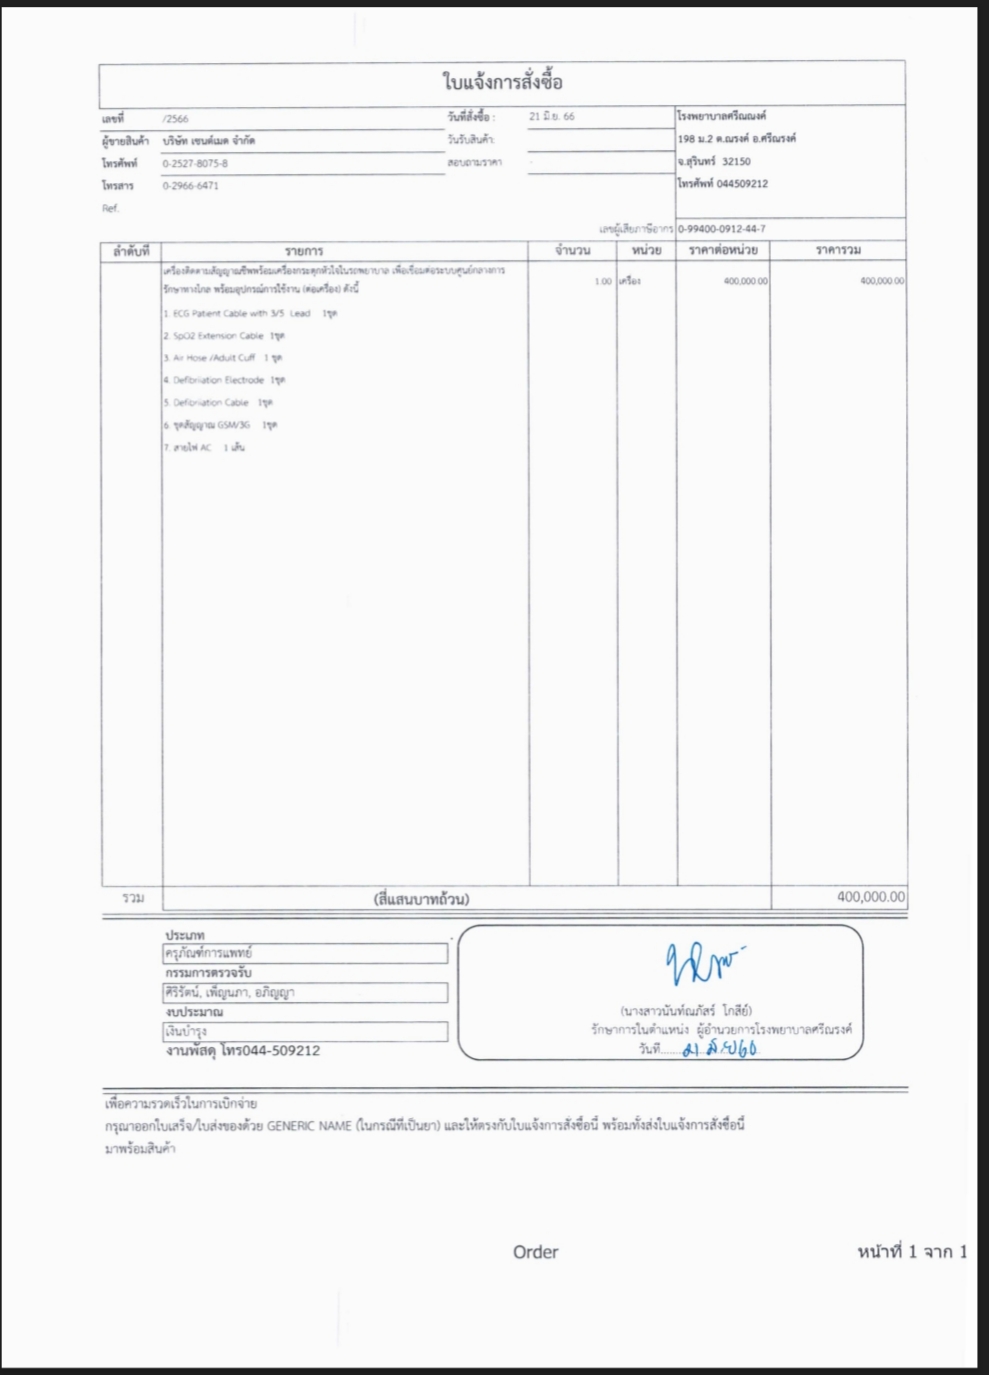 ใบแจ้งการสั่งซื้อ
เลขที่ /2566 วันที่สั่งซื้อ : 21 มิ.ย. 66 โรงพยาบาลศรีณณงค์
ผู้ขายสินค้า บริษัท เซนต์เมด จำกัด วันรับสินค้า: 198 ม.2 ต.ณรงค์ อ.ศรีณรงค์
โทรศัพท์ 0-2527-8075-8 สอบถามราคา - จ.สุรินทร์ 32150
โทรสาร 0-2966-6471 โทรศัพท์ 044509212
Ref.
เลขผู้เสียภาษีอากร 0-99400-0912-44-7
ลำดับที่ รายการ จำนวน หน่วย ราคาต่อหน่วย ราคารวม
เครื่องติดตามสัญญาณชีพพร้อมเครื่องกระตุกหัวใจในรถพยาบาล เพื่อเชื่อมต่อระบบศูนย์กลางการ
รักษาทางไกล พร้อมอุปกรณ์การใช้งาน (ต่อเครื่อง) ดังนี้ 1.00 เครื่อง 400,000.00 400,000.00
1. ECG Patient Cable with 3/5 Lead 1ชุด
2. SpO2 Extension Cable 1ชุด
3. Air Hose /Adult Cuff 1 ชุด
4. Defibrilation Electrode 1ชุด
5. Defibrilation Cable 1ชุด
6. ชุดสัญญาณ GSM/3G 1ชุด
7. สายไฟ AC 1 เส้น
รวม (สี่แสนบาทถ้วน) 400,000.00
ประเภท
ครุภัณฑ์การแพทย์
กรรมการตรวจรับ
ศิริรัตน์, เพ็ญนภา, อภิญญา
งบประมาณ
เงินบำรุง
งานพัสดุ โทร044-509212
(นางสาวนันท์ณภัสร์ โกสีย์)
รักษาการในตำแหน่ง ผู้อำนวยการโรงพยาบาลศรีณรงค์
วันที่...... 21 มิ.ย. 66
เพื่อความรวดเร็วในการเบิกจ่าย
กรุณาออกใบเสร็จ/ใบส่งของด้วย GENERIC NAME (ในกรณีที่เป็นยา) และให้ตรงกับใบแจ้งการสั่งซื้อนี้ พร้อมทั้งส่งใบแจ้งการสั่งซื้อนี้
มาพร้อมสินค้า
Order หน้าที่ 1 จาก 1